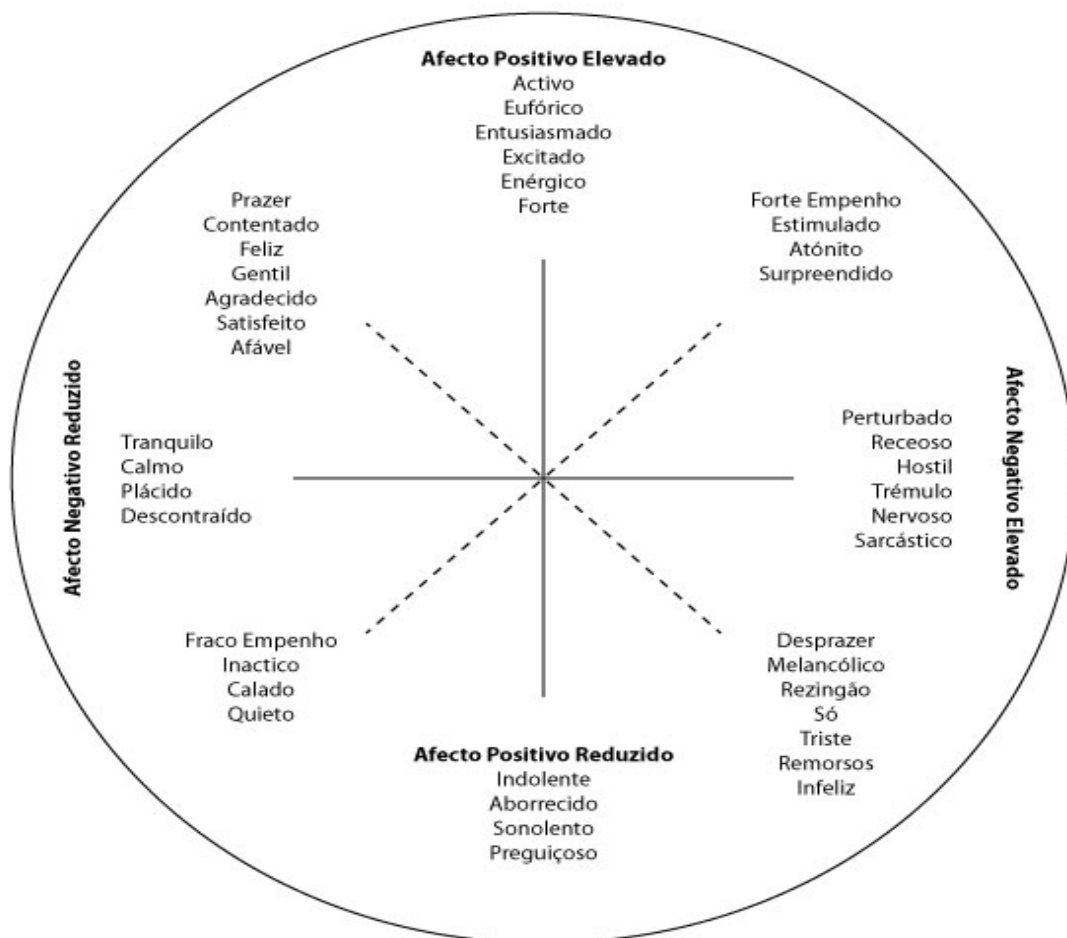 Afecto Positivo Elevado
Activo
Eufórico
Entusiasmado
Excitado
Enérgico
Forte
Prazer
Contentado
Feliz
Gentil
Agradecido
Satisfeito
Afável
Forte Empenho
Estimulado
Atónito
Surpreendido
Afecto Negativo Reduzido
Tranquilo
Calmo
Plácido
Descontraído
Perturbado
Receoso
Hostil
Trémulo
Nervoso
Sarcástico
Afecto Negativo Elevado
Fraco Empenho
Inactico
Calado
Quieto
Afecto Positivo Reduzido
Indolente
Aborrecido
Sonolento
Preguiçoso
Desprazer
Melancólico
Rezingão
Só
Triste
Remorsos
Infeliz